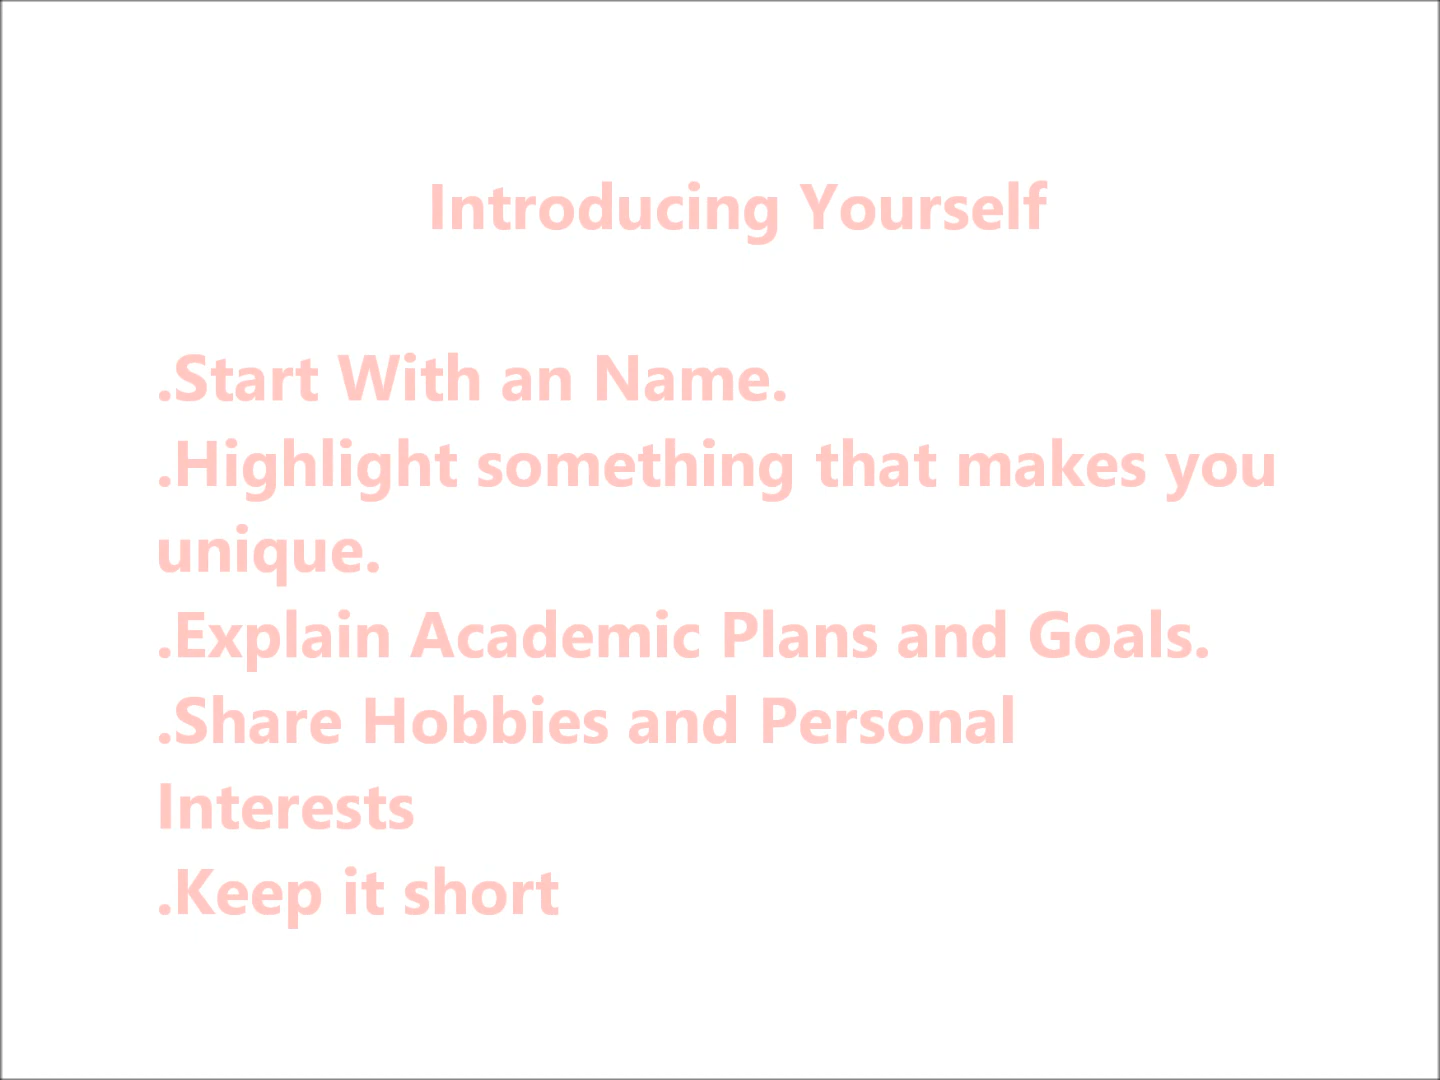 Introducing Yourself
.Start With an Name.
.Highlight something that makes you
unique.
.Explain Academic Plans and Goals.
.Share Hobbies and Personal
Interests
.Keep it short